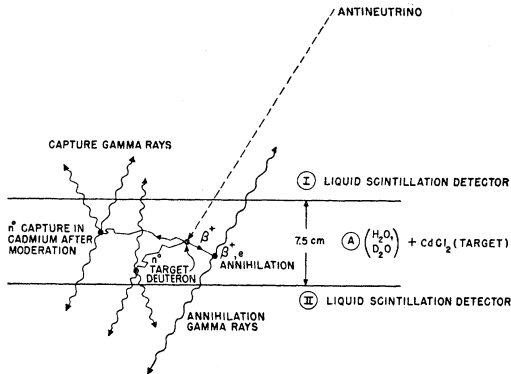 ANTINEUTRINO
CAPTURE GAMMA RAYS
I LIQUID SCINTILLATION DETECTOR
n° CAPTURE IN
CADMIUM AFTER
MODERATION
β⁺
n°
TARGET
DEUTERON
β⁺, e
ANNIHILATION
7.5 cm
A (H₂O, D₂O) + CdCl₂ (TARGET)
II LIQUID SCINTILLATION DETECTOR
ANNIHILATION
GAMMA RAYS